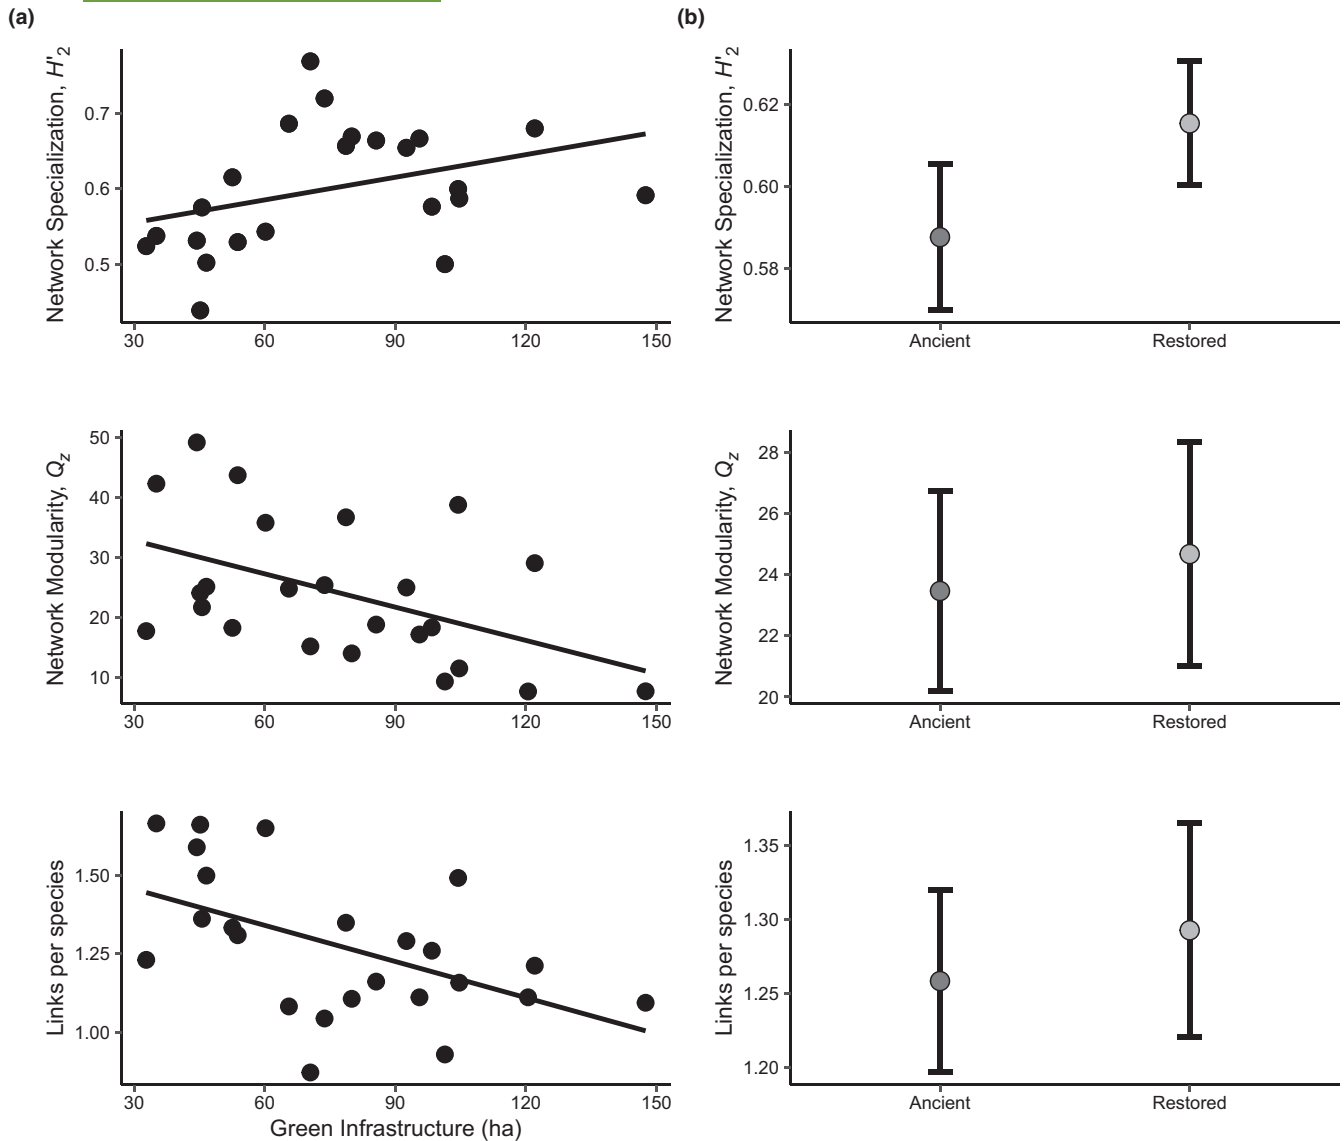 (a)
(b)
Network Specialization, H'2
0.7
0.6
0.5
30 60 90 120 150
Network Specialization, H'2
0.62
0.60
0.58
Ancient Restored
Network Modularity, Qz
50
40
30
20
10
30 60 90 120 150
Network Modularity, Qz
28
26
24
22
20
Ancient Restored
Links per species
1.50
1.25
1.00
30 60 90 120 150
Green Infrastructure (ha)
Links per species
1.35
1.30
1.25
1.20
Ancient Restored